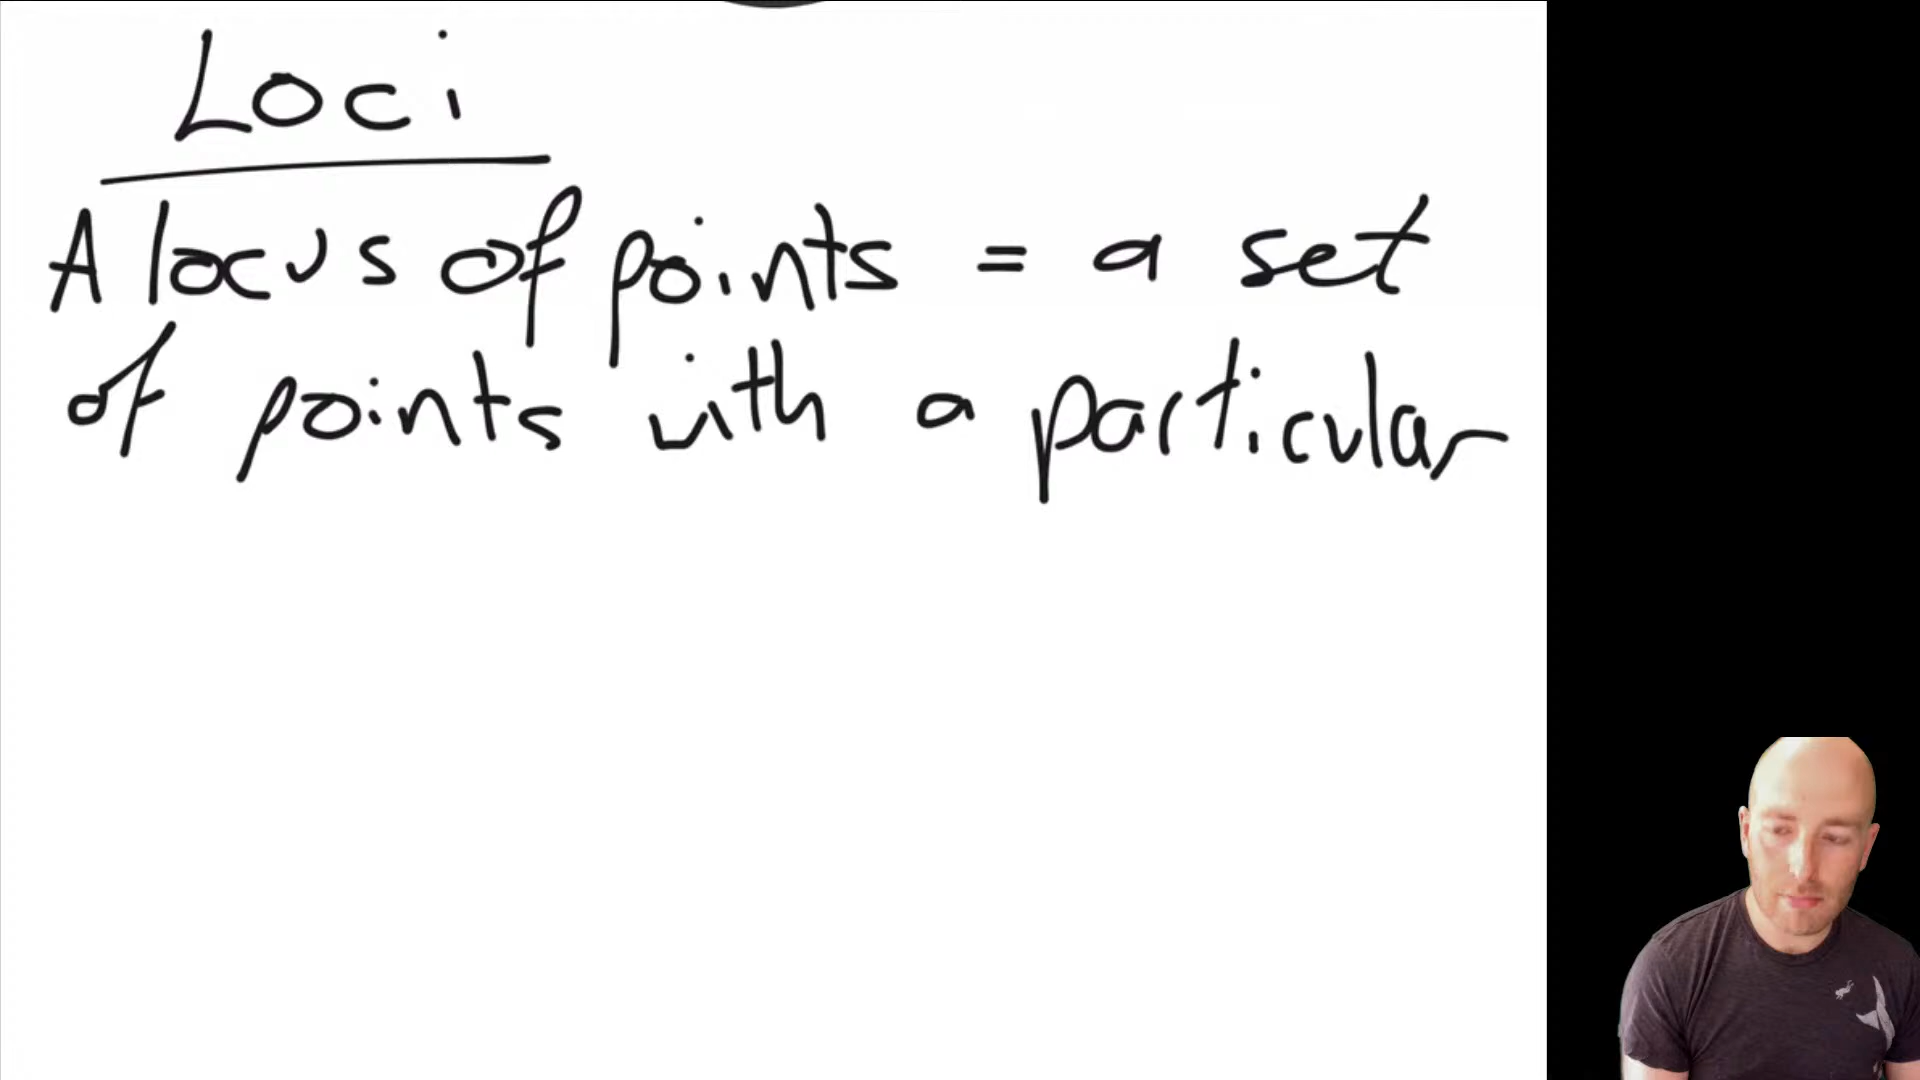 Loci
A locus of points = a set
of points with a particular